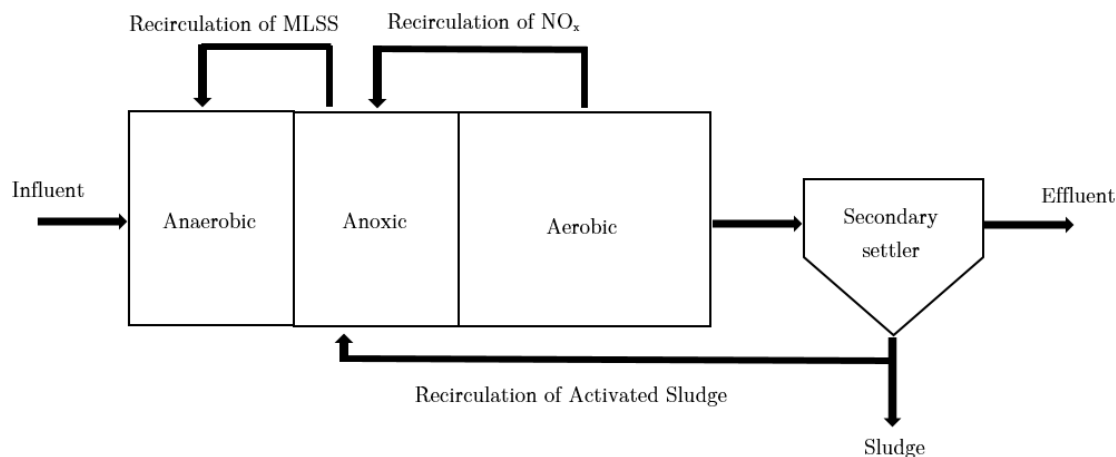 Recirculation of MLSS
Recirculation of NOₓ
Influent
Anaerobic
Anoxic
Aerobic
Secondary
settler
Effluent
Recirculation of Activated Sludge
Sludge